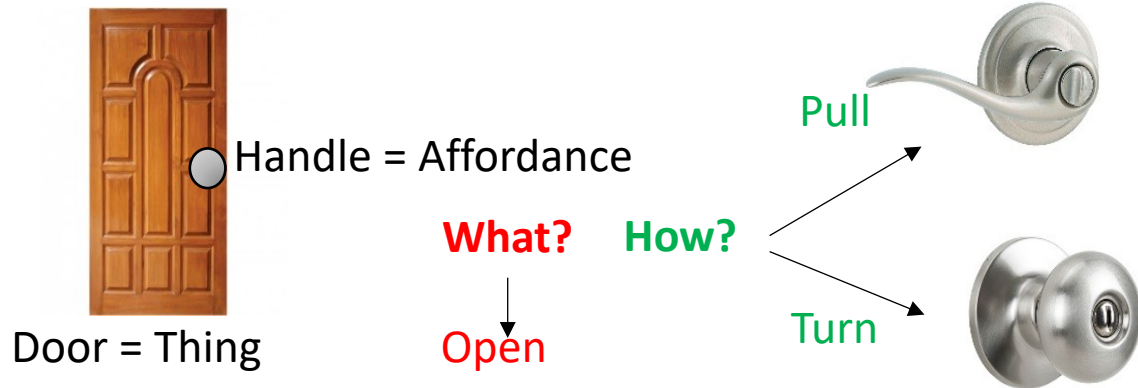 Pull
Handle = Affordance
What?
How?
Turn
Open
Door = Thing